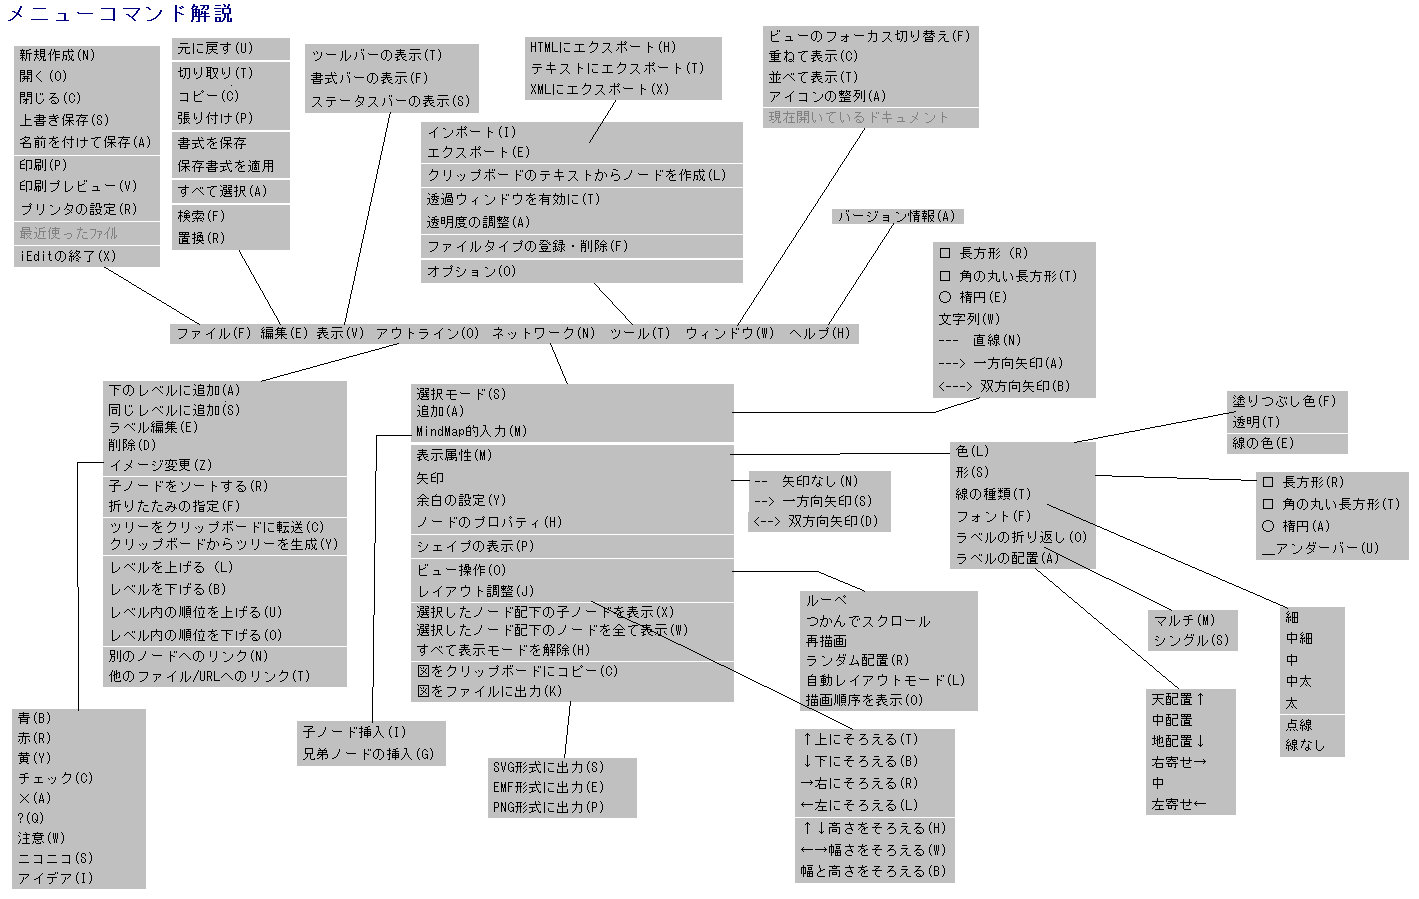 メニューコマンド解説
新規作成(N)
開く(O)
閉じる(C)
上書き保存(S)
名前を付けて保存(A)
印刷(P)
印刷プレビュー(V)
プリンタの設定(R)
最近使ったファイル
iEditの終了(X)
元に戻す(U)
切り取り(T)
コピー(C)
張り付け(P)
書式を保存
保存書式を適用
すべて選択(A)
検索(F)
置換(R)
ツールバーの表示(T)
書式バーの表示(F)
ステータスバーの表示(S)
HTMLにエクスポート(H)
テキストにエクスポート(T)
XMLにエクスポート(X)
インポート(I)
エクスポート(E)
クリップボードのテキストからノードを作成(L)
透過ウィンドウを有効に(T)
透明度の調整(A)
ファイルタイプの登録・削除(F)
オプション(O)
ビューのフォーカス切り替え(F)
重ねて表示(C)
並べて表示(T)
アイコンの整列(A)
現在開いているドキュメント
バージョン情報(A)
ファイル(F) 編集(E) 表示(V) アウトライン(O) ネットワーク(N) ツール(T) ウィンドウ(W) ヘルプ(H)
□ 長方形 (R)
□ 角の丸い長方形(T)
○ 楕円(E)
文字列(W)
--- 直線(N)
---> 一方向矢印(A)
<---> 双方向矢印(B)
下のレベルに追加(A)
同じレベルに追加(S)
ラベル編集(E)
削除(D)
イメージ変更(Z)
子ノードをソートする(R)
折りたたみの指定(F)
ツリーをクリップボードに転送(C)
クリップボードからツリーを生成(Y)
レベルを上げる (L)
レベルを下げる(B)
レベル内の順位を上げる(U)
レベル内の順位を下げる(O)
別のノードへのリンク(N)
他のファイル/URLへのリンク(T)
選択モード(S)
追加(A)
MindMap的入力(M)
表示属性(M)
矢印
余白の設定(Y)
ノードのプロパティ(H)
シェイプの表示(P)
ビュー操作(O)
レイアウト調整(J)
選択したノード配下の子ノードを表示(X)
選択したノード配下のノードを全て表示(W)
すべて表示モードを解除(H)
図をクリップボードにコピー(C)
図をファイルに出力(K)
-- 矢印なし(N)
--> 一方向矢印(S)
<--> 双方向矢印(D)
色(L)
形(S)
線の種類(T)
フォント(F)
ラベルの折り返し(O)
ラベルの配置(A)
塗りつぶし色(F)
透明(T)
線の色(E)
□ 長方形(R)
□ 角の丸い長方形(T)
○ 楕円(A)
＿アンダーバー(U)
ルーペ
つかんでスクロール
再描画
ランダム配置(R)
自動レイアウトモード(L)
描画順序を表示(O)
マルチ(M)
シングル(S)
細
中細
中
中太
太
点線
線なし
青(B)
赤(R)
黄(Y)
チェック(C)
×(A)
?(Q)
注意(W)
ニコニコ(S)
アイデア(I)
子ノード挿入(I)
兄弟ノードの挿入(G)
SVG形式に出力(S)
EMF形式に出力(E)
PNG形式に出力(P)
↑上にそろえる(T)
↓下にそろえる(B)
→右にそろえる(R)
←左にそろえる(L)
↑↓高さをそろえる(H)
←→幅さをそろえる(W)
幅と高さをそろえる(B)
天配置↑
中配置
地配置↓
右寄せ→
中
左寄せ←